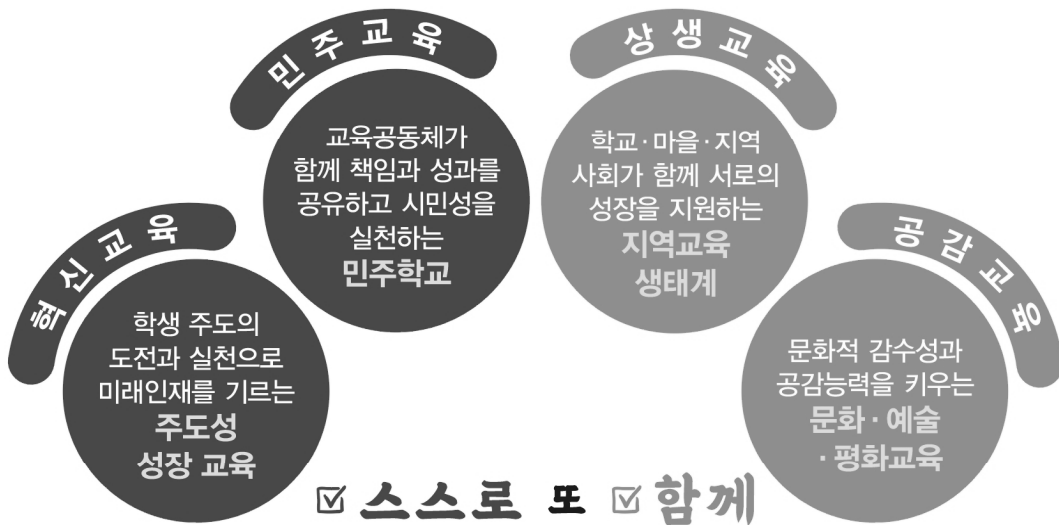 혁신교육
학생 주도의
도전과 실천으로
미래인재를 기르는
주도성
성장 교육
민주교육
교육공동체가
함께 책임과 성과를
공유하고 시민성을
실천하는
민주학교
상생교육
학교·마을·지역
사회가 함께 서로의
성장을 지원하는
지역교육
생태계
공감교육
문화적 감수성과
공감능력을 키우는
문화·예술
·평화교육
스스로 또 함께